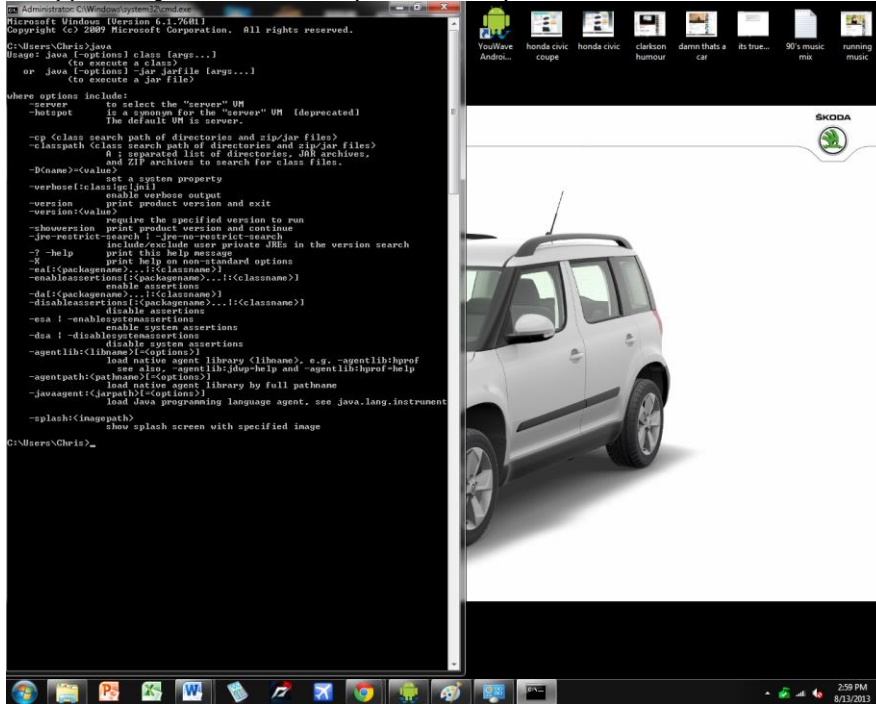 Administrator: C:\Windows\system32\cmd.exe
Microsoft Windows [Version 6.1.7601]
Copyright (c) 2009 Microsoft Corporation.  All rights reserved.
C:\Users\Chris>java
Usage: java [-options] class [args...]
(to execute a class)
or  java [-options] -jar jarfile [args...]
(to execute a jar file)
where options include:
-server       to select the "server" VM
-hotspot      is a synonym for the "server" VM  [deprecated]
The default VM is server.
-cp <class search path of directories and zip/jar files>
-classpath <class search path of directories and zip/jar files>
A ; separated list of directories, JAR archives,
and ZIP archives to search for class files.
-D<name>=<value>
set a system property
-verbose[:class|gc|jni]
enable verbose output
-version      print product version and exit
-version:<value>
require the specified version to run
-showversion  print product version and continue
-jre-restrict-search | -jre-no-restrict-search
include/exclude user private JREs in the version search
-? -help      print this help message
-X            print help on non-standard options
-ea[:<packagename>...|:<classname>]
-enableassertions[:<packagename>...|:<classname>]
enable assertions
-da[:<packagename>...|:<classname>]
-disableassertions[:<packagename>...|:<classname>]
disable assertions
-esa | -enablesystemassertions
enable system assertions
-dsa | -disablesystemassertions
disable system assertions
-agentlib:<libname>[=<options>]
load native agent library <libname>, e.g. -agentlib:hprof
see also, -agentlib:jdwp=help and -agentlib:hprof=help
-agentpath:<pathname>[=<options>]
load native agent library by full pathname
-javaagent:<jarpath>[=<options>]
load Java programming language agent, see java.lang.instrument
-splash:<imagepath>
show splash screen with specified image
C:\Users\Chris>_
YouWave Androi...
honda civic coupe
honda civic
clarkson humour
damn thats a car
its true...
90's music mix
running music
ŠKODA
2:59 PM
8/13/2013